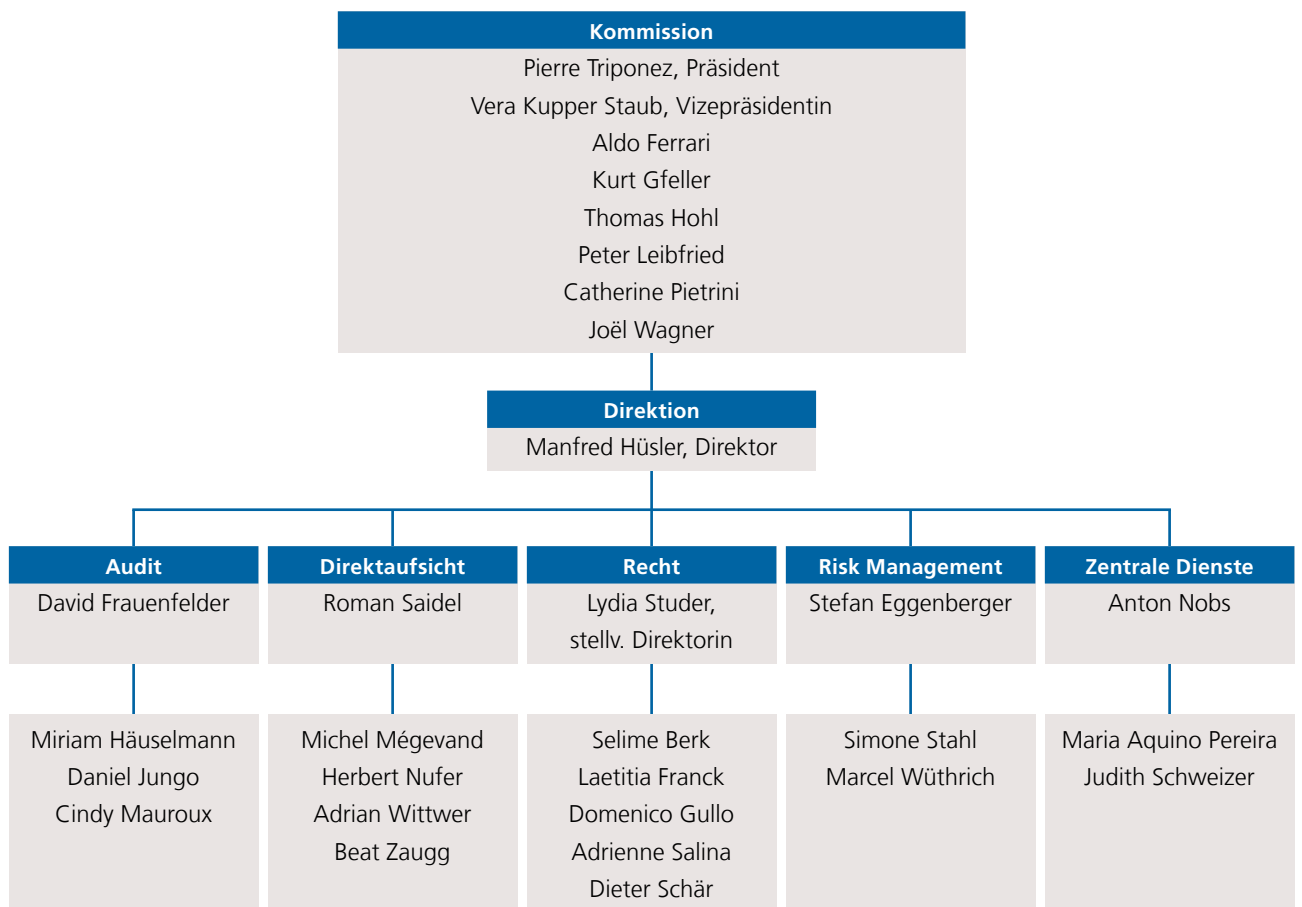 Kommission
Pierre Triponez, Präsident
Vera Kupper Staub, Vizepräsidentin
Aldo Ferrari
Kurt Gfeller
Thomas Hohl
Peter Leibfried
Catherine Pietrini
Joël Wagner
Direktion
Manfred Hüsler, Direktor
Audit
David Frauenfelder
Miriam Häuselmann
Daniel Jungo
Cindy Mauroux
Direktaufsicht
Roman Saidel
Michel Mégevand
Herbert Nufer
Adrian Wittwer
Beat Zaugg
Recht
Lydia Studer,
stellv. Direktorin
Selime Berk
Laetitia Franck
Domenico Gullo
Adrienne Salina
Dieter Schär
Risk Management
Stefan Eggenberger
Simone Stahl
Marcel Wüthrich
Zentrale Dienste
Anton Nobs
Maria Aquino Pereira
Judith Schweizer